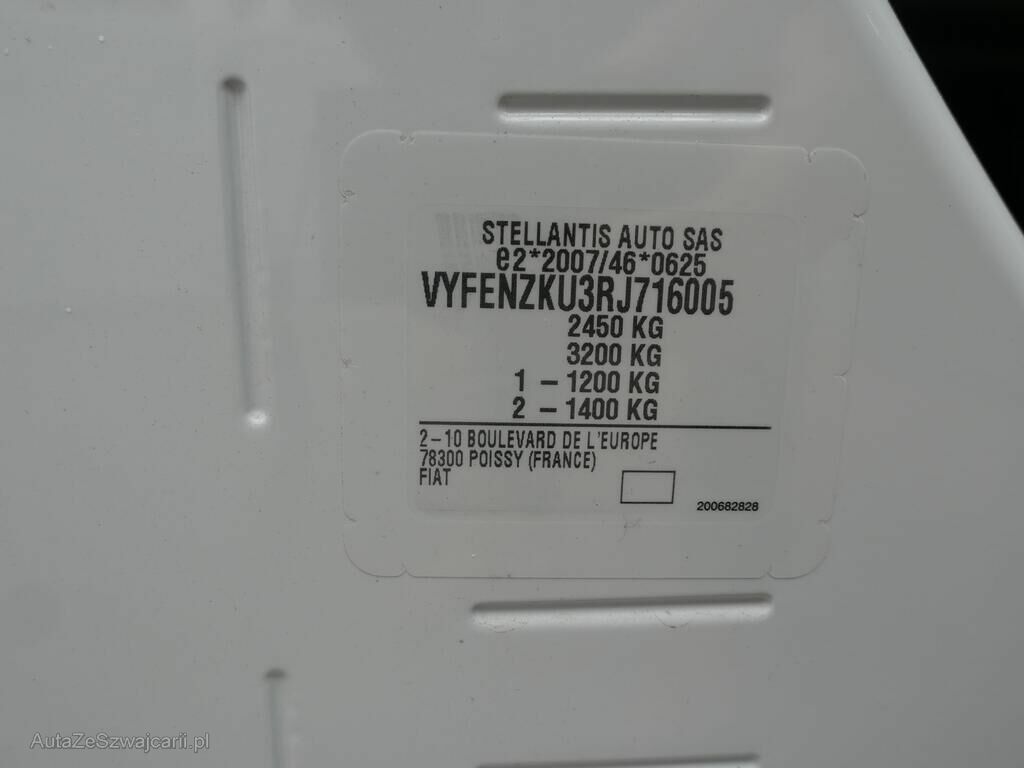 STELLANTIS AUTO SAS
e2*2007/46*0625
VYFENZKU3RJ716005
2450 KG
3200 KG
1 – 1200 KG
2 – 1400 KG
2–10 BOULEVARD DE L'EUROPE
78300 POISSY (FRANCE)
FIAT
200682828
AutaZeSzwajcarii.pl